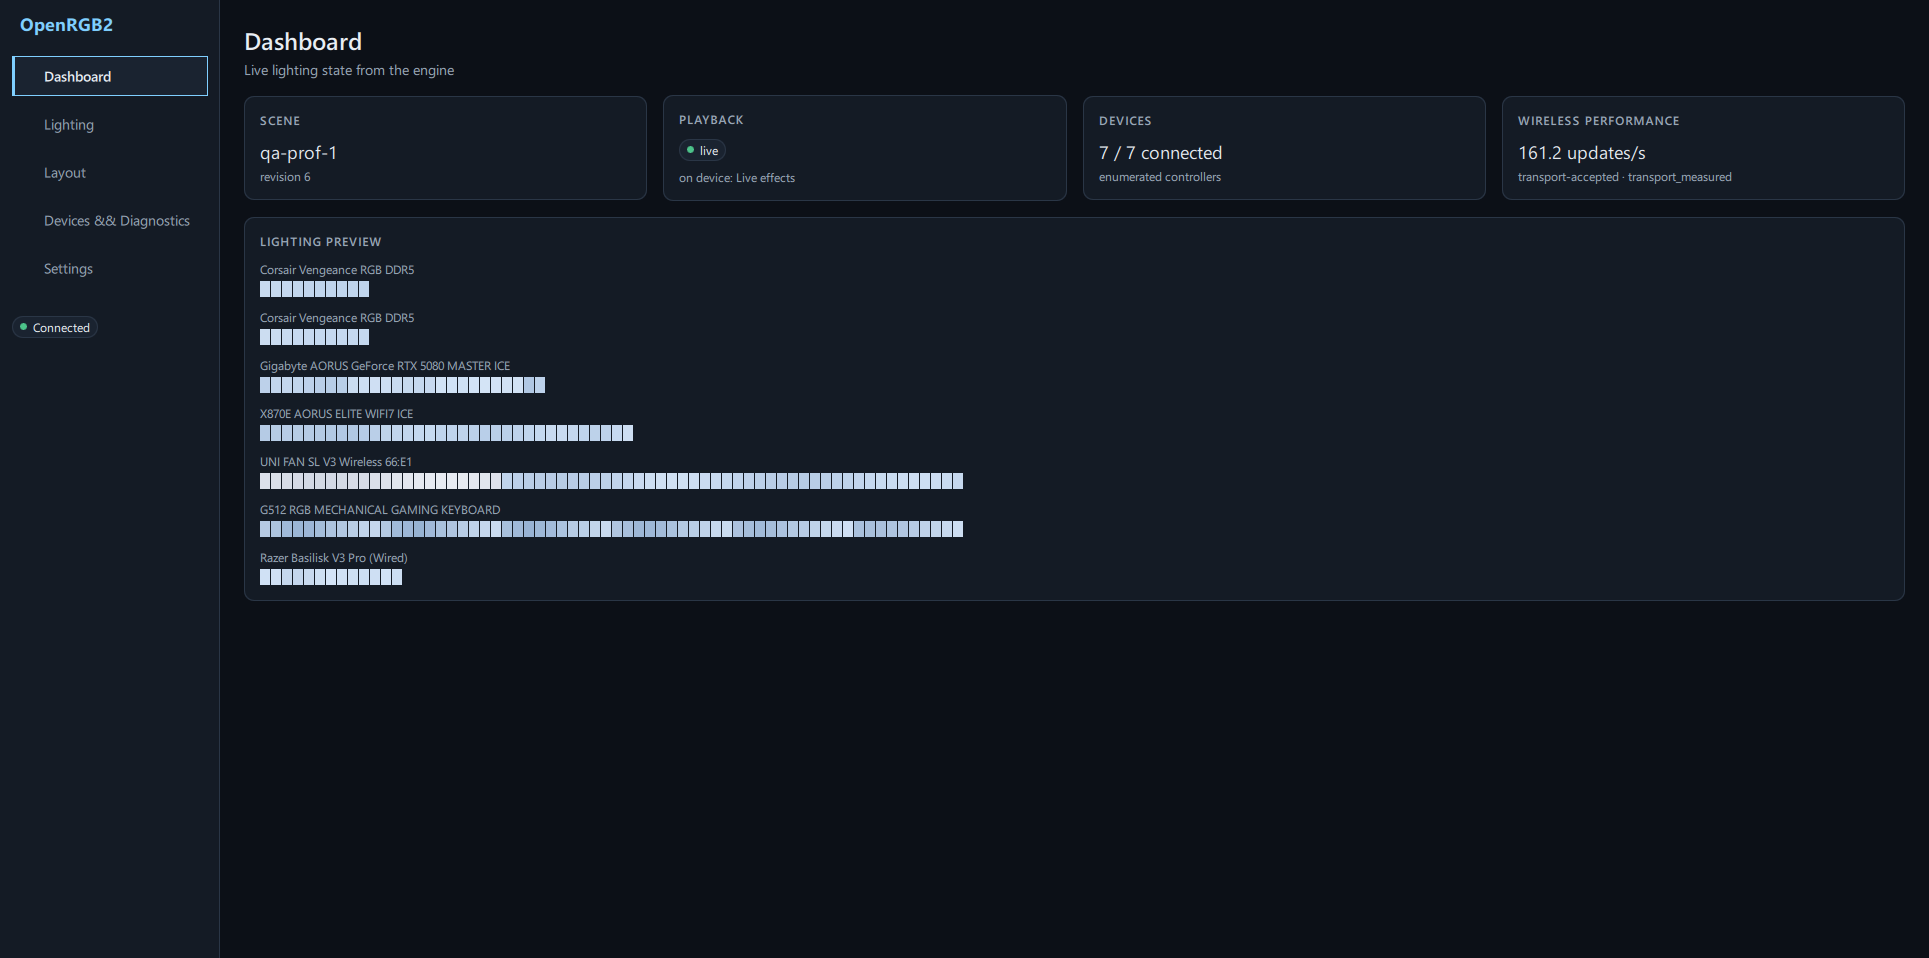 OpenRGB2
Dashboard
Lighting
Layout
Devices && Diagnostics
Settings
Connected
Dashboard
Live lighting state from the engine
SCENE
qa-prof-1
revision 6
PLAYBACK
live
on device: Live effects
DEVICES
7 / 7 connected
enumerated controllers
WIRELESS PERFORMANCE
161.2 updates/s
transport-accepted · transport_measured
LIGHTING PREVIEW
Corsair Vengeance RGB DDR5
Corsair Vengeance RGB DDR5
Gigabyte AORUS GeForce RTX 5080 MASTER ICE
X870E AORUS ELITE WIFI7 ICE
UNI FAN SL V3 Wireless 66:E1
G512 RGB MECHANICAL GAMING KEYBOARD
Razer Basilisk V3 Pro (Wired)